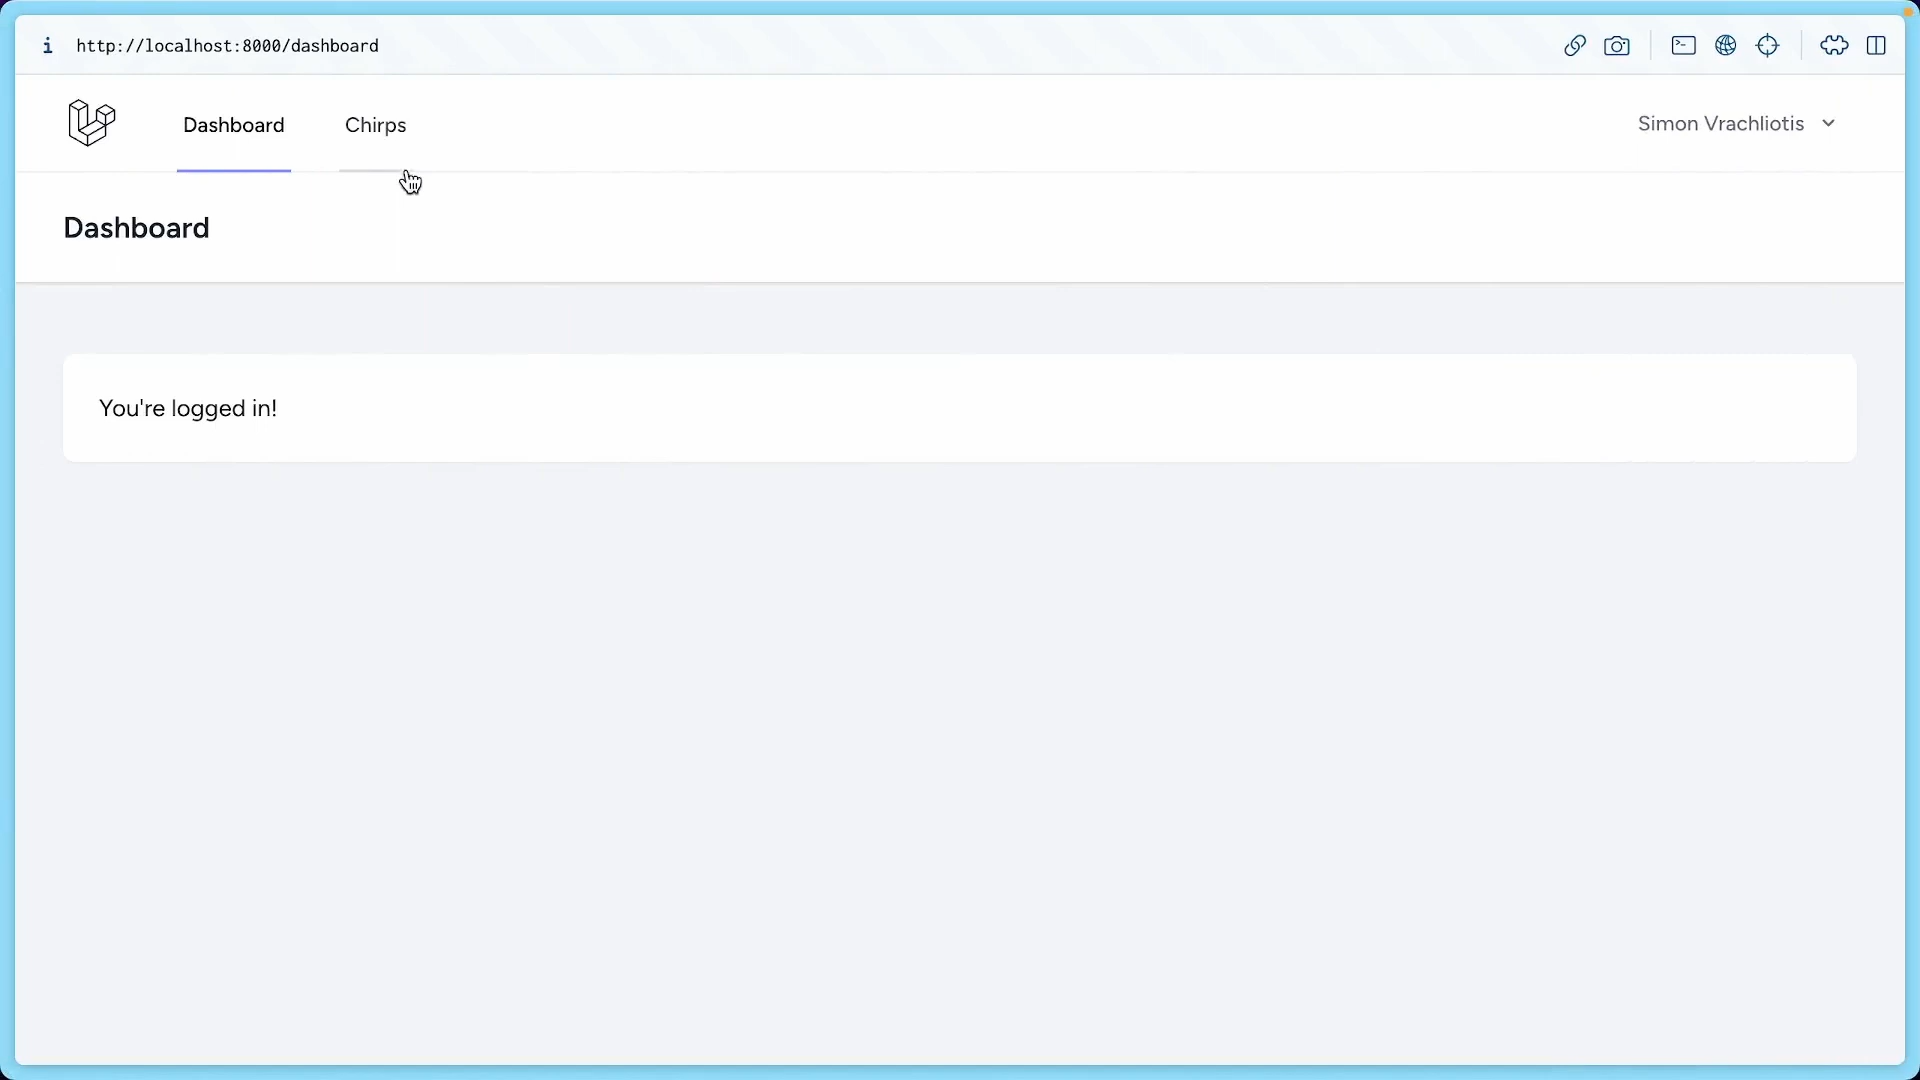 i http://localhost:8000/dashboard
Dashboard Chirps Simon Vrachliotis
Dashboard
You're logged in!